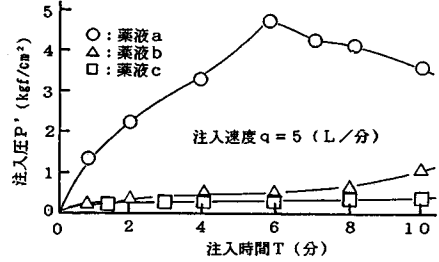 注入圧P'(kgf/cm²)
5
4
3
2
1
0
○:薬液a
△:薬液b
□:薬液c
注入速度q=5(L/分)
0 2 4 6 8 10
注入時間T(分)